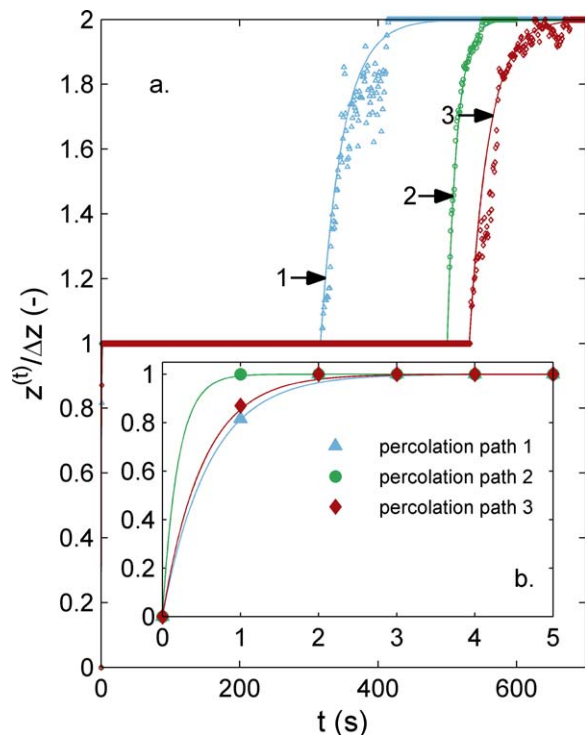 2
a.
1.8
3
1.6
2
1.4
1
1.2
z(t)/Δz (-)
1
1
0.8
0.8
percolation path 1
0.6
percolation path 2
0.6
0.4
percolation path 3
0.4
0.2
b.
0
0.2
0 1 2 3 4 5
0
0 200 400 600
t (s)